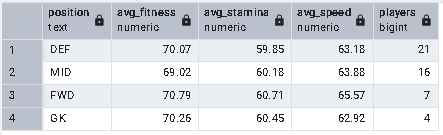 position avg_fitness avg_stamina avg_speed players
text numeric numeric numeric bigint
1 DEF 70.07 59.85 63.18 21
2 MID 69.02 60.18 63.88 16
3 FWD 70.79 60.71 65.57 7
4 GK 70.26 60.45 62.92 4